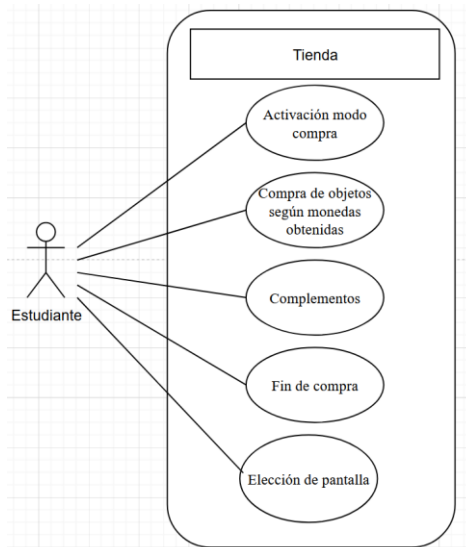 Tienda
Activación modo
compra
Compra de objetos
según monedas
obtenidas
Estudiante
Complementos
Fin de compra
Elección de pantalla